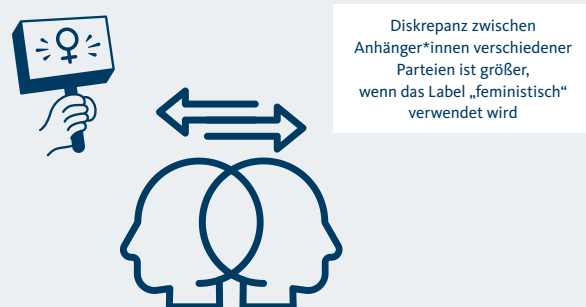 Diskrepanz zwischen
Anhänger*innen verschiedener
Parteien ist größer,
wenn das Label „feministisch“
verwendet wird